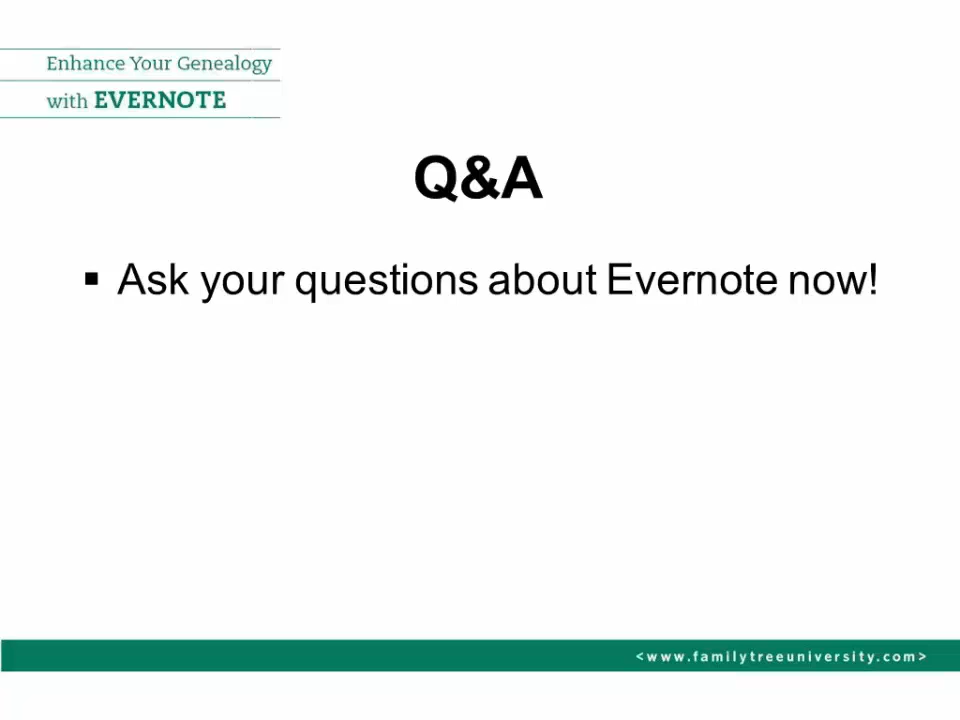 Enhance Your Genealogy
with EVERNOTE
Q&A
▪ Ask your questions about Evernote now!
<www.familytreeuniversity.com>